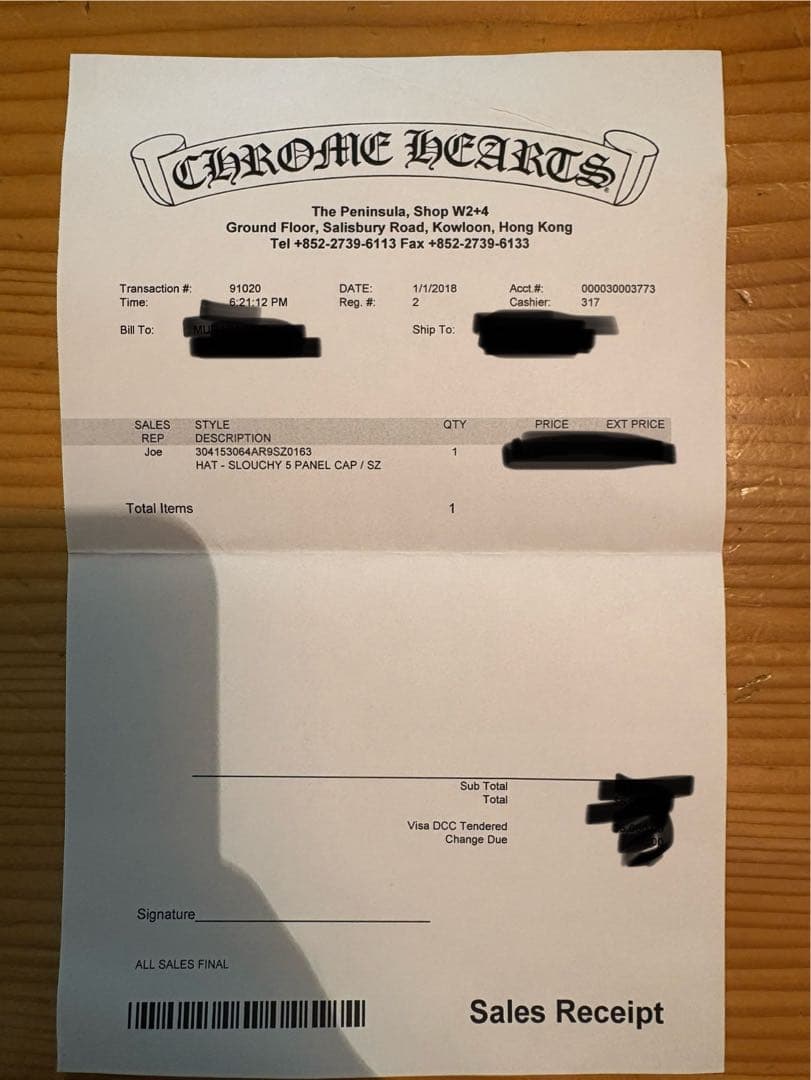 CHROME HEARTS
The Peninsula, Shop W2+4
Ground Floor, Salisbury Road, Kowloon, Hong Kong
Tel +852-2739-6113 Fax +852-2739-6133
Transaction #: 91020 DATE: 1/1/2018 Acct.#: 000030003773
Time: 6:21:12 PM Reg. #: 2 Cashier: 317
Bill To: Ship To:
SALES STYLE QTY PRICE EXT PRICE
REP DESCRIPTION
Joe 304153064AR9SZ0163 1
HAT - SLOUCHY 5 PANEL CAP / SZ
Total Items 1
Sub Total
Total
Visa DCC Tendered
Change Due
Signature
ALL SALES FINAL
Sales Receipt